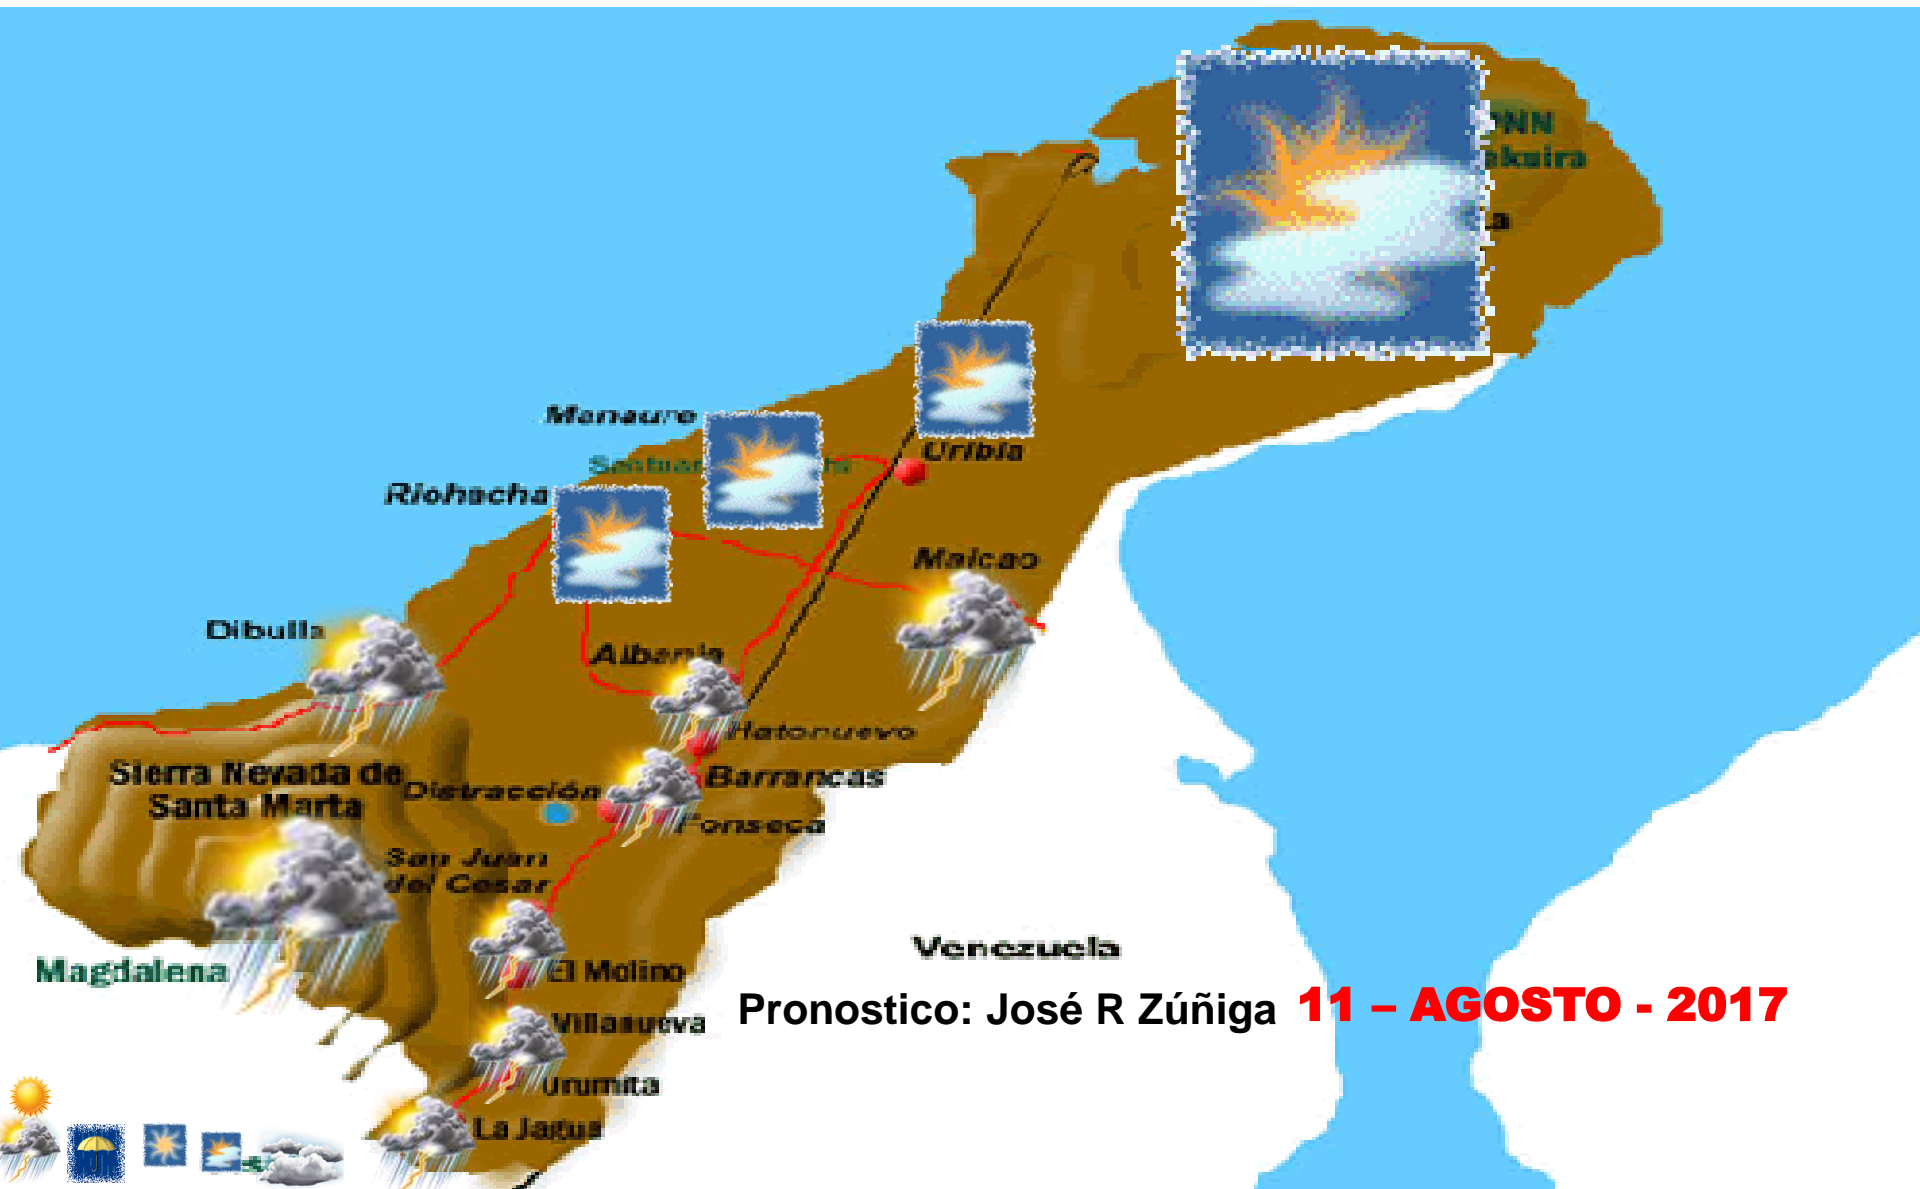 PNN
Manaure
Uribia
Riohacha
Maicao
Dibulla
Albania
Hatonuevo
Sierra Nevada de
Santa Marta
Distracción
Barrancas
Fonseca
San Juan
del Cesar
Venezuela
Magdalena
El Molino
Pronostico: José R Zúñiga 11 – AGOSTO - 2017
Villanueva
Urumita
La Jagua